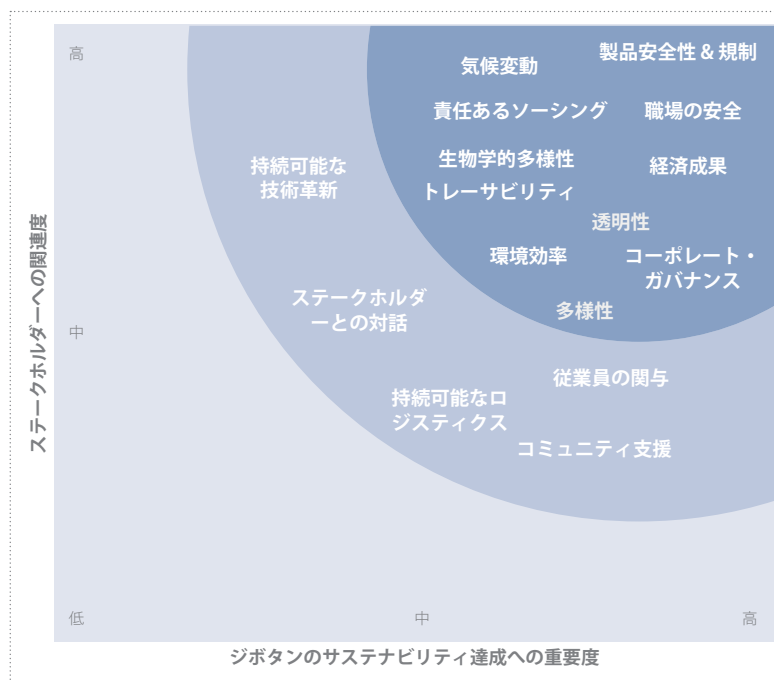 高
気候変動
製品安全性 & 規制
責任あるソーシング
職場の安全
持続可能な
技術革新
生物学的多様性
トレーサビリティ
経済成果
透明性
環境効率
コーポレート・
ガバナンス
ステークホルダ
ーとの対話
多様性
ステークホルダーへの関連度
中
従業員の関与
持続可能なロ
ジスティクス
コミュニティ支援
低
中
高
ジボタンのサステナビリティ達成への重要度